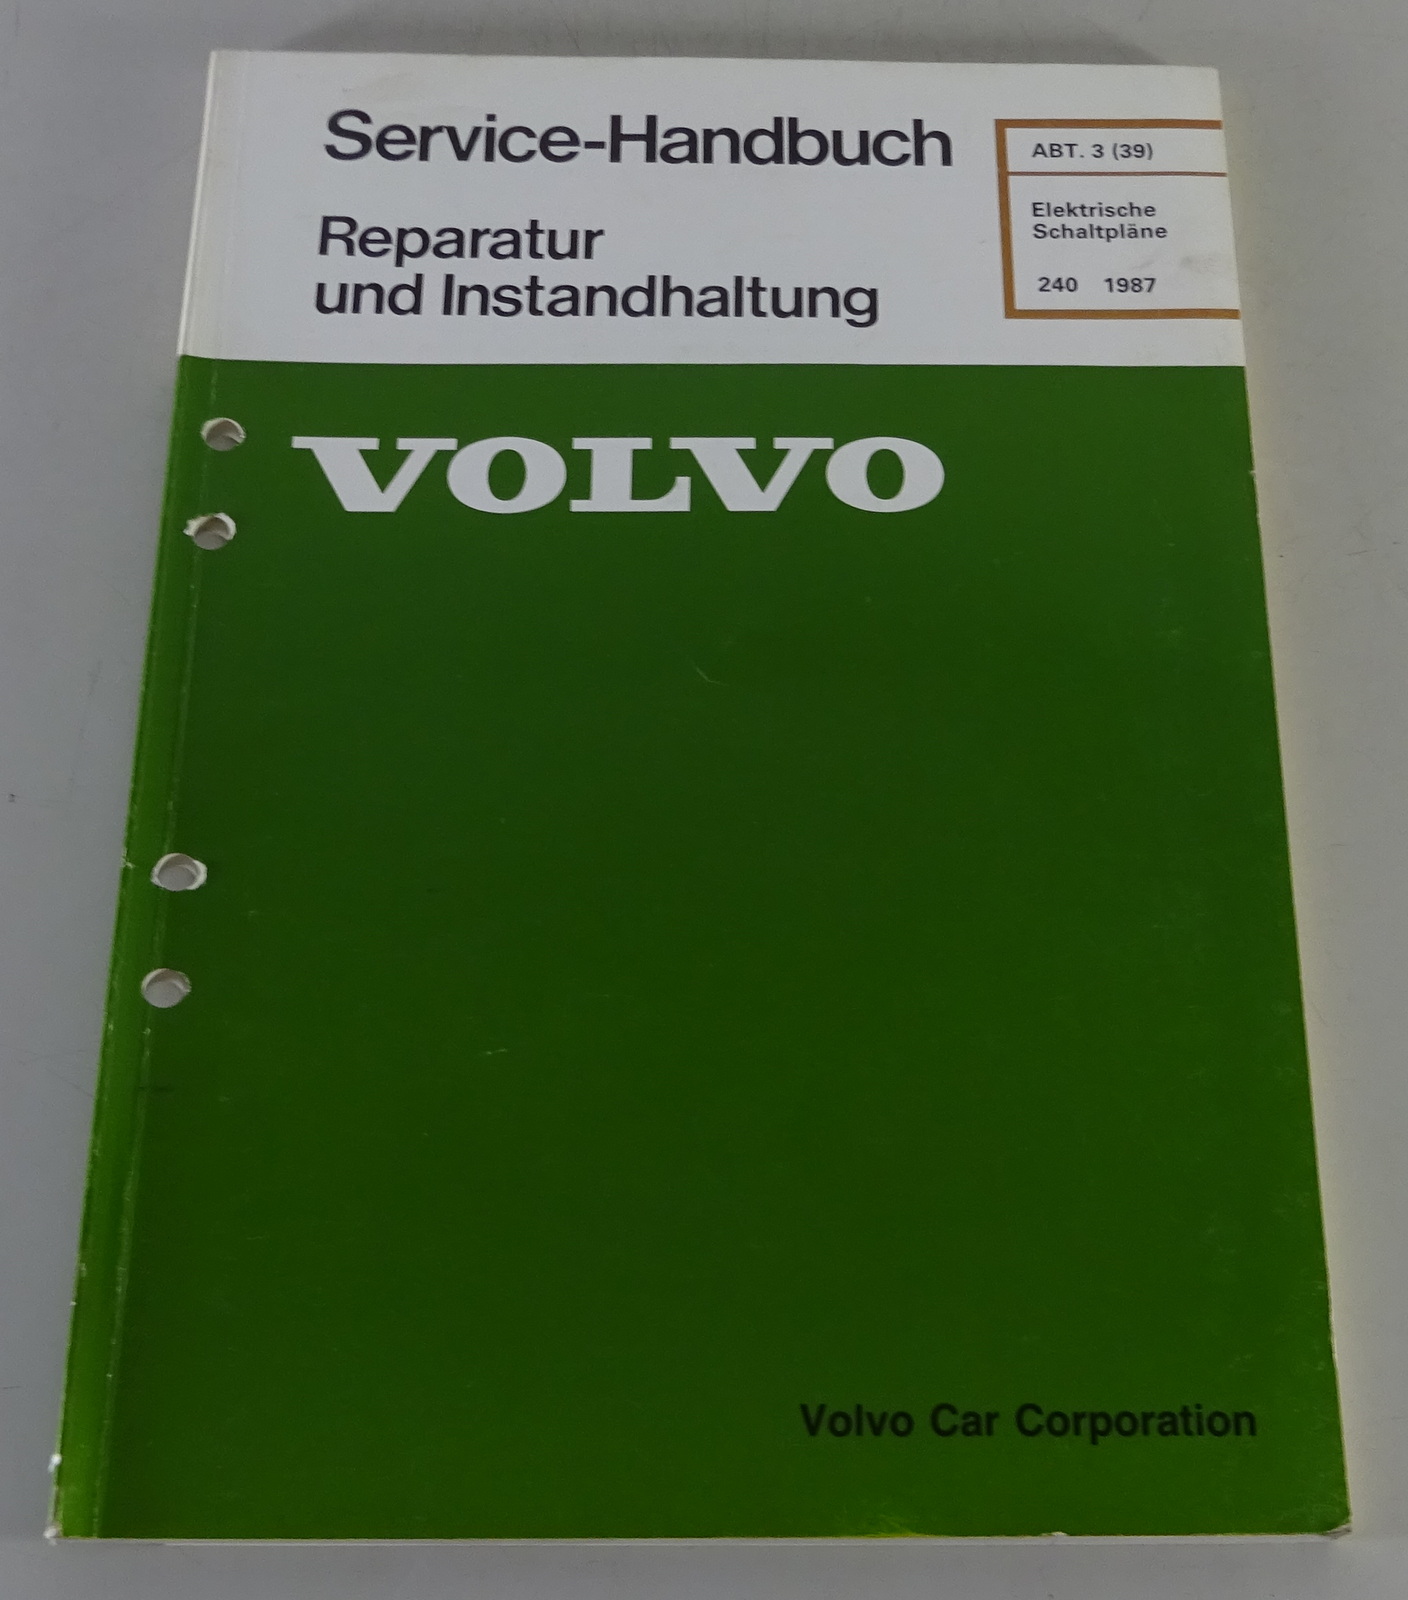 Service-Handbuch
Reparatur
und Instandhaltung
ABT. 3 (39)
Elektrische
Schaltpläne
240 1987
VOLVO
Volvo Car Corporation